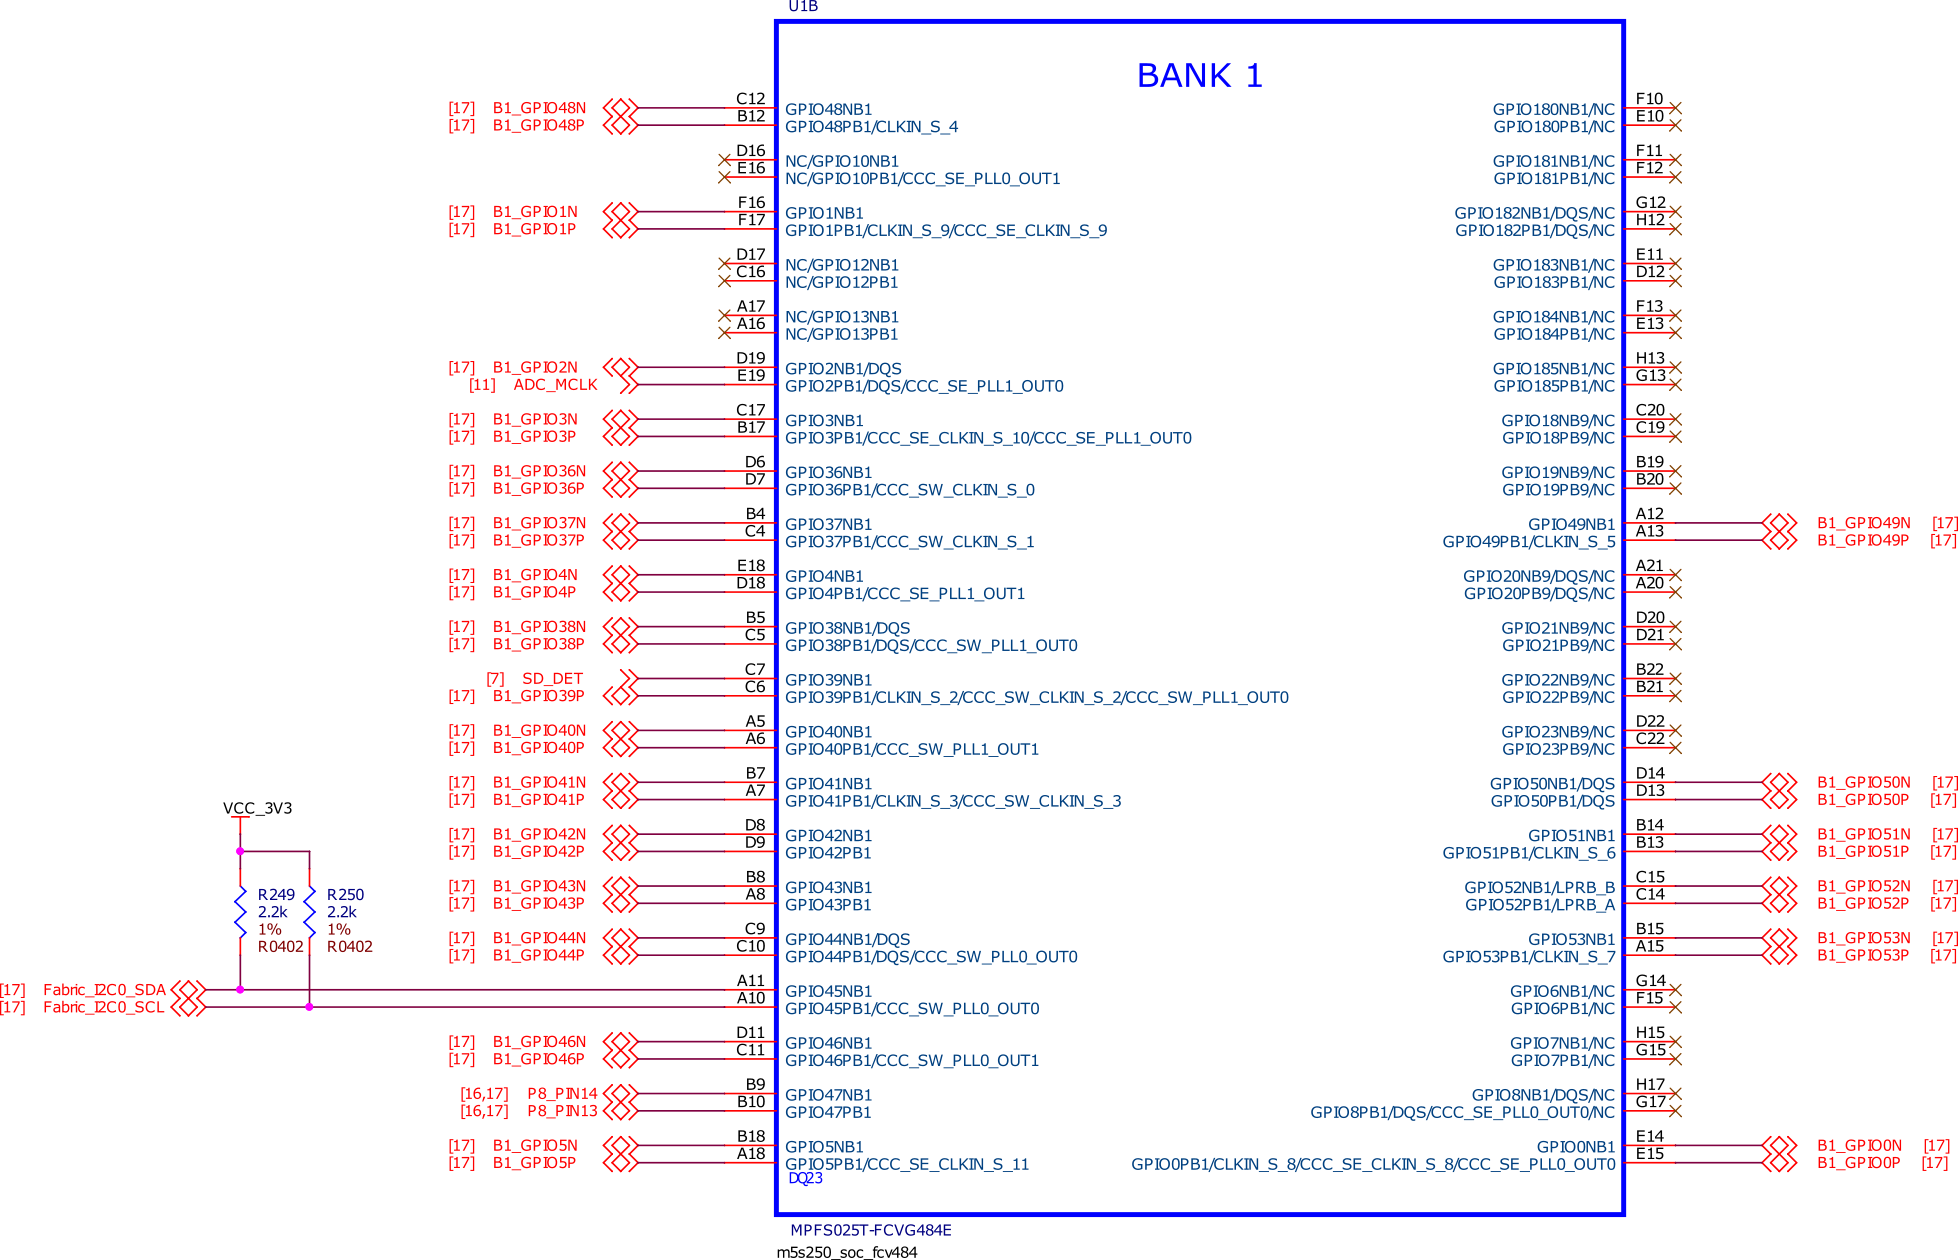 U1B
BANK 1
[17] B1_GPIO48N C12 GPIO48NB1
[17] B1_GPIO48P B12 GPIO48PB1/CLKIN_S_4
D16 NC/GPIO10NB1
E16 NC/GPIO10PB1/CCC_SE_PLL0_OUT1
[17] B1_GPIO1N F16 GPIO1NB1
[17] B1_GPIO1P F17 GPIO1PB1/CLKIN_S_9/CCC_SE_CLKIN_S_9
D17 NC/GPIO12NB1
C16 NC/GPIO12PB1
A17 NC/GPIO13NB1
A16 NC/GPIO13PB1
[17] B1_GPIO2N D19 GPIO2NB1/DQS
[11] ADC_MCLK E19 GPIO2PB1/DQS/CCC_SE_PLL1_OUT0
[17] B1_GPIO3N C17 GPIO3NB1
[17] B1_GPIO3P B17 GPIO3PB1/CCC_SE_CLKIN_S_10/CCC_SE_PLL1_OUT0
[17] B1_GPIO36N D6 GPIO36NB1
[17] B1_GPIO36P D7 GPIO36PB1/CCC_SW_CLKIN_S_0
[17] B1_GPIO37N B4 GPIO37NB1
[17] B1_GPIO37P C4 GPIO37PB1/CCC_SW_CLKIN_S_1
[17] B1_GPIO4N E18 GPIO4NB1
[17] B1_GPIO4P D18 GPIO4PB1/CCC_SE_PLL1_OUT1
[17] B1_GPIO38N B5 GPIO38NB1/DQS
[17] B1_GPIO38P C5 GPIO38PB1/DQS/CCC_SW_PLL1_OUT0
[7] SD_DET C7 GPIO39NB1
[17] B1_GPIO39P C6 GPIO39PB1/CLKIN_S_2/CCC_SW_CLKIN_S_2/CCC_SW_PLL1_OUT0
[17] B1_GPIO40N A5 GPIO40NB1
[17] B1_GPIO40P A6 GPIO40PB1/CCC_SW_PLL1_OUT1
[17] B1_GPIO41N B7 GPIO41NB1
[17] B1_GPIO41P A7 GPIO41PB1/CLKIN_S_3/CCC_SW_CLKIN_S_3
[17] B1_GPIO42N D8 GPIO42NB1
[17] B1_GPIO42P D9 GPIO42PB1
[17] B1_GPIO43N B8 GPIO43NB1
[17] B1_GPIO43P A8 GPIO43PB1
[17] B1_GPIO44N C9 GPIO44NB1/DQS
[17] B1_GPIO44P C10 GPIO44PB1/DQS/CCC_SW_PLL0_OUT0
VCC_3V3
R249 R250
2.2k 2.2k
1% 1%
R0402 R0402
[17] Fabric_I2C0_SDA A11 GPIO45NB1
[17] Fabric_I2C0_SCL A10 GPIO45PB1/CCC_SW_PLL0_OUT0
[17] B1_GPIO46N D11 GPIO46NB1
[17] B1_GPIO46P C11 GPIO46PB1/CCC_SW_PLL0_OUT1
[16,17] P8_PIN14 B9 GPIO47NB1
[16,17] P8_PIN13 B10 GPIO47PB1
[17] B1_GPIO5N B18 GPIO5NB1
[17] B1_GPIO5P A18 GPIO5PB1/CCC_SE_CLKIN_S_11
DQ23
GPIO180NB1/NC F10
GPIO180PB1/NC E10
GPIO181NB1/NC F11
GPIO181PB1/NC F12
GPIO182NB1/DQS/NC G12
GPIO182PB1/DQS/NC H12
GPIO183NB1/NC E11
GPIO183PB1/NC D12
GPIO184NB1/NC F13
GPIO184PB1/NC E13
GPIO185NB1/NC H13
GPIO185PB1/NC G13
GPIO18NB9/NC C20
GPIO18PB9/NC C19
GPIO19NB9/NC B19
GPIO19PB9/NC B20
GPIO49NB1 A12 B1_GPIO49N [17]
GPIO49PB1/CLKIN_S_5 A13 B1_GPIO49P [17]
GPIO20NB9/DQS/NC A21
GPIO20PB9/DQS/NC A20
GPIO21NB9/NC D20
GPIO21PB9/NC D21
GPIO22NB9/NC B22
GPIO22PB9/NC B21
GPIO23NB9/NC D22
GPIO23PB9/NC C22
GPIO50NB1/DQS D14 B1_GPIO50N [17]
GPIO50PB1/DQS D13 B1_GPIO50P [17]
GPIO51NB1 B14 B1_GPIO51N [17]
GPIO51PB1/CLKIN_S_6 B13 B1_GPIO51P [17]
GPIO52NB1/LPRB_B C15 B1_GPIO52N [17]
GPIO52PB1/LPRB_A C14 B1_GPIO52P [17]
GPIO53NB1 B15 B1_GPIO53N [17]
GPIO53PB1/CLKIN_S_7 A15 B1_GPIO53P [17]
GPIO6NB1/NC G14
GPIO6PB1/NC F15
GPIO7NB1/NC H15
GPIO7PB1/NC G15
GPIO8NB1/DQS/NC H17
GPIO8PB1/DQS/CCC_SE_PLL0_OUT0/NC G17
GPIO0NB1 E14 B1_GPIO0N [17]
GPIO0PB1/CLKIN_S_8/CCC_SE_CLKIN_S_8/CCC_SE_PLL0_OUT0 E15 B1_GPIO0P [17]
MPFS025T-FCVG484E
m5s250_soc_fcv484